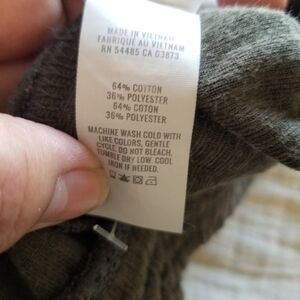 MADE IN VIETNAM
FABRIQUÉ AU VIETNAM
RN 54485 CA 03873
64% COTTON
36% POLYESTER
64% COTON
36% POLYESTER
MACHINE WASH COLD WITH
LIKE COLORS, GENTLE
CYCLE. DO NOT BLEACH.
TUMBLE DRY LOW. COOL
IRON IF NEEDED.